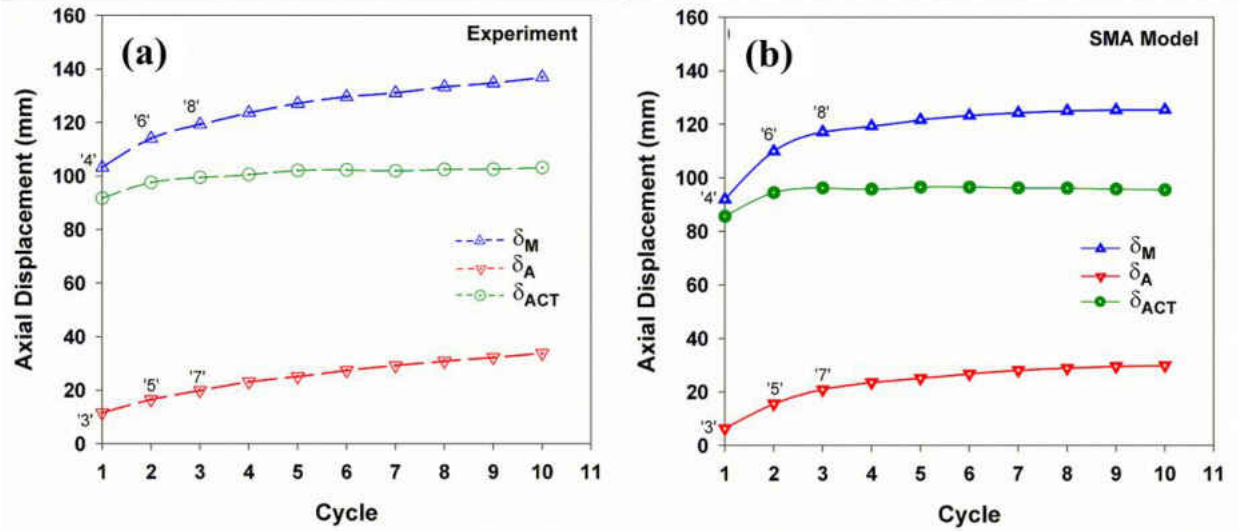 160
140
120
100
80
60
40
20
0
Axial Displacement (mm)
(a)
Experiment
'4'
'6'
'8'
δM
δA
δACT
'3'
'5'
'7'
1 2 3 4 5 6 7 8 9 10 11
Cycle
160
140
120
100
80
60
40
20
0
Axial Displacement (mm)
(b)
SMA Model
'4'
'6'
'8'
δM
δA
δACT
'3'
'5'
'7'
1 2 3 4 5 6 7 8 9 10 11
Cycle